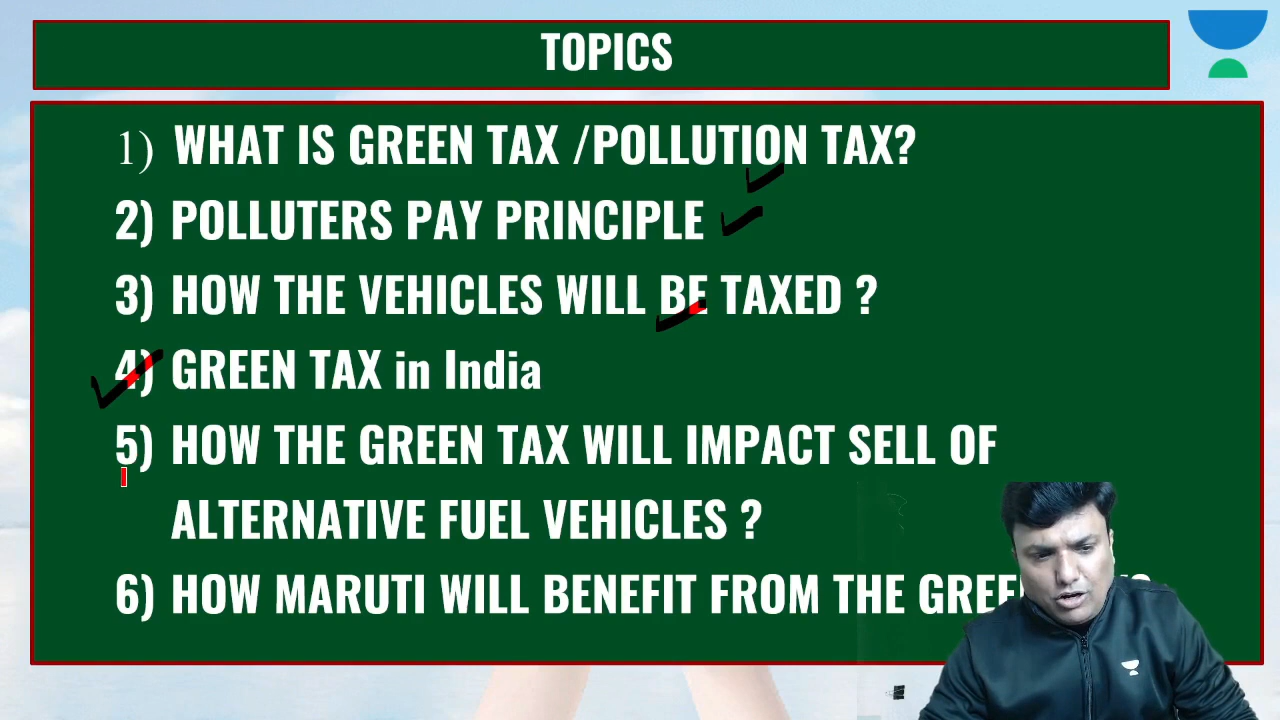 TOPICS
1) WHAT IS GREEN TAX /POLLUTION TAX?
2) POLLUTERS PAY PRINCIPLE
3) HOW THE VEHICLES WILL BE TAXED ?
4) GREEN TAX in India
5) HOW THE GREEN TAX WILL IMPACT SELL OF
ALTERNATIVE FUEL VEHICLES ?
6) HOW MARUTI WILL BENEFIT FROM THE